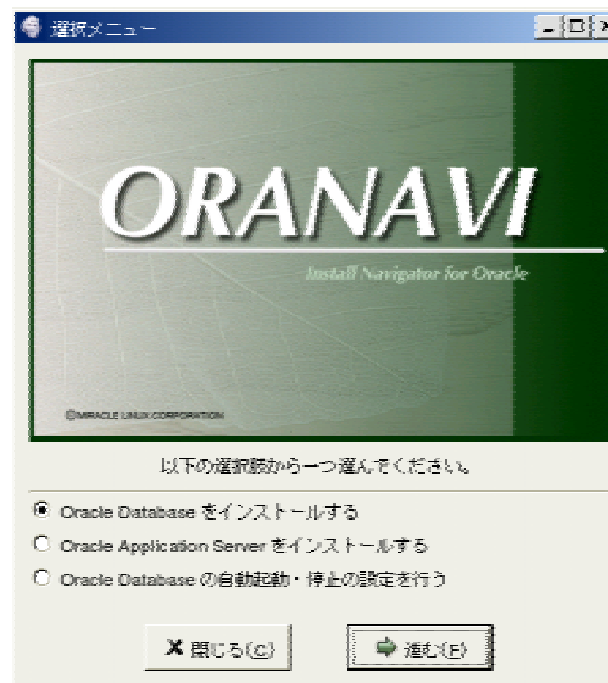 選択メニュー
ORANAVI
Install Navigator for Oracle
©MIRACLE LINUX CORPORATION
以下の選択肢から一つ選んでください。
Oracle Database をインストールする
Oracle Application Server をインストールする
Oracle Database の自動起動・停止の設定を行う
閉じる(C)
進む(F)